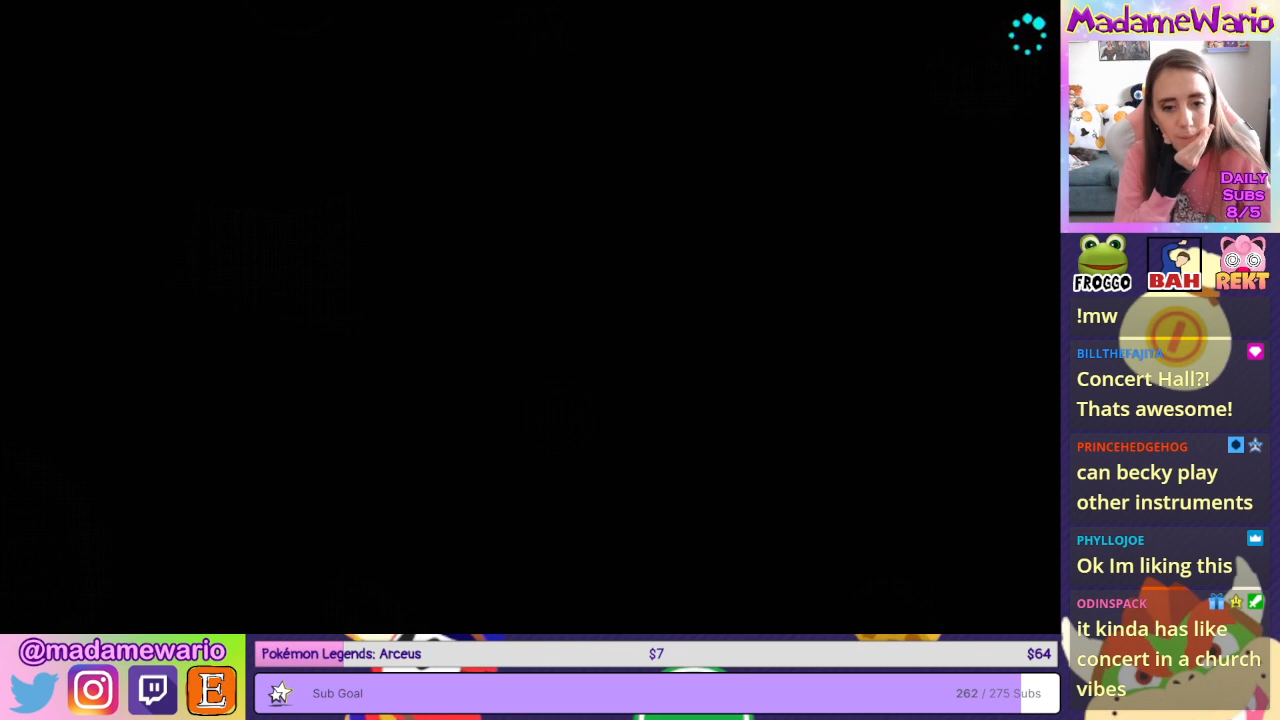 MadameWario
Daily
Subs
8/5
FROGGO
BAH
REKT
!mw
BILLTHEFAJITA
Concert Hall?!
Thats awesome!
PRINCEHEDGEHOG
can becky play
other instruments
PHYLLOJOE
Ok Im liking this
ODINSPACK
it kinda has like
concert in a church
vibes
@madamewario
E
Pokémon Legends: Arceus
$7
$64
Sub Goal
262 / 275 Subs